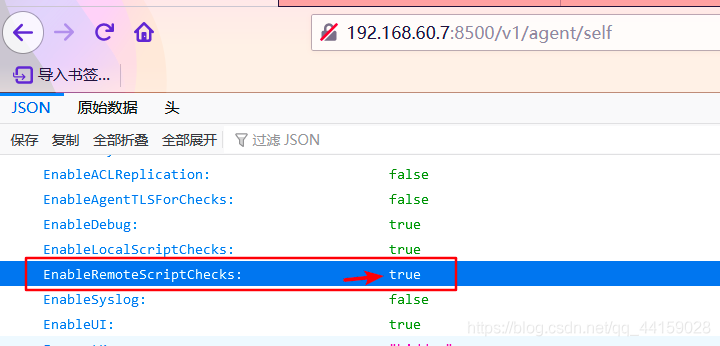 192.168.60.7:8500/v1/agent/self
导入书签...
JSON 原始数据 头
保存 复制 全部折叠 全部展开 过滤 JSON
EnableACLReplication: false
EnableAgentTLSForChecks: false
EnableDebug: true
EnableLocalScriptChecks: true
EnableRemoteScriptChecks: true
EnableSyslog: false
EnableUI: true
https://blog.csdn.net/qq_44159028